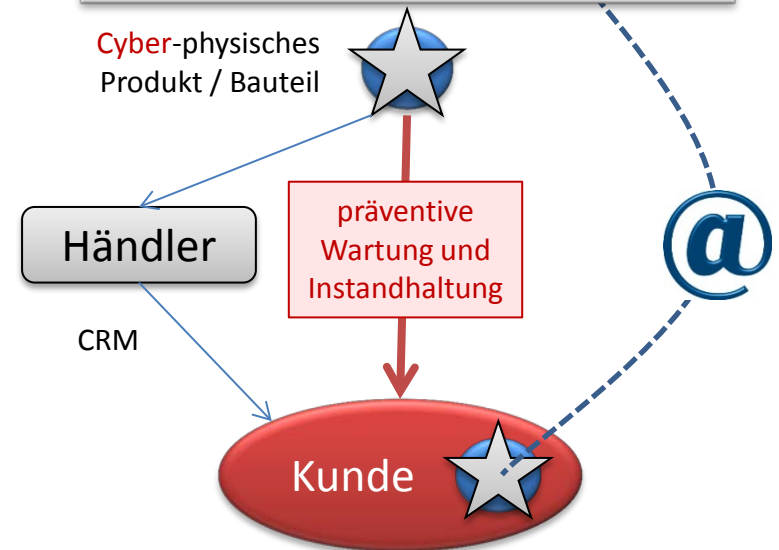 Cyber-physisches
Produkt / Bauteil
präventive
Wartung und
Instandhaltung
Händler
@
CRM
Kunde